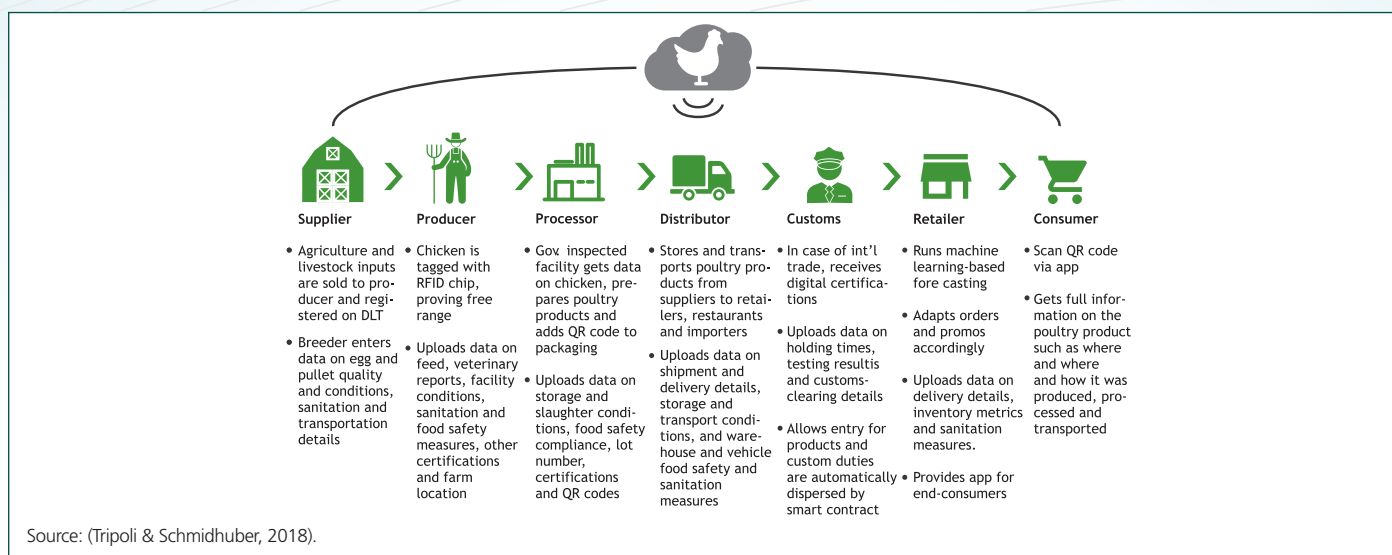 Supplier
• Agriculture and
livestock inputs
are sold to pro-
ducer and regi-
stered on DLT
• Breeder enters
data on egg and
pullet quality
and conditions,
sanitation and
transportation
details
Producer
• Chicken is
tagged with
RFID chip,
proving free
range
• Uploads data on
feed, veterinary
reports, facility
conditions,
sanitation and
food safety
measures, other
certifications
and farm
location
Processor
• Gov. inspected
facility gets data
on chicken, pre-
pares poultry
products and
adds QR code to
packaging
• Uploads data on
storage and
slaughter condi-
tions, food safety
compliance, lot
number,
certifications
and QR codes
Distributor
• Stores and trans-
ports poultry pro-
ducts from
suppliers to retai-
lers, restaurants
and importers
• Uploads data on
shipment and
delivery details,
storage and
transport condi-
tions, and ware-
house and vehicle
food safety and
sanitation
measures
Customs
• In case of int’l
trade, receives
digital certifica-
tions
• Uploads data on
holding times,
testing resultis
and customs-
clearing details
• Allows entry for
products and
custom duties
are automatically
dispersed by
smart contract
Retailer
• Runs machine
learning-based
fore casting
• Adapts orders
and promos
accordingly
• Uploads data on
delivery details,
inventory metrics
and sanitation
measures.
• Provides app for
end-consumers
Consumer
• Scan QR code
via app
• Gets full infor-
mation on the
poultry product
such as where
and where
and how it was
produced, pro-
cessed and
transported
Source: (Tripoli & Schmidhuber, 2018).